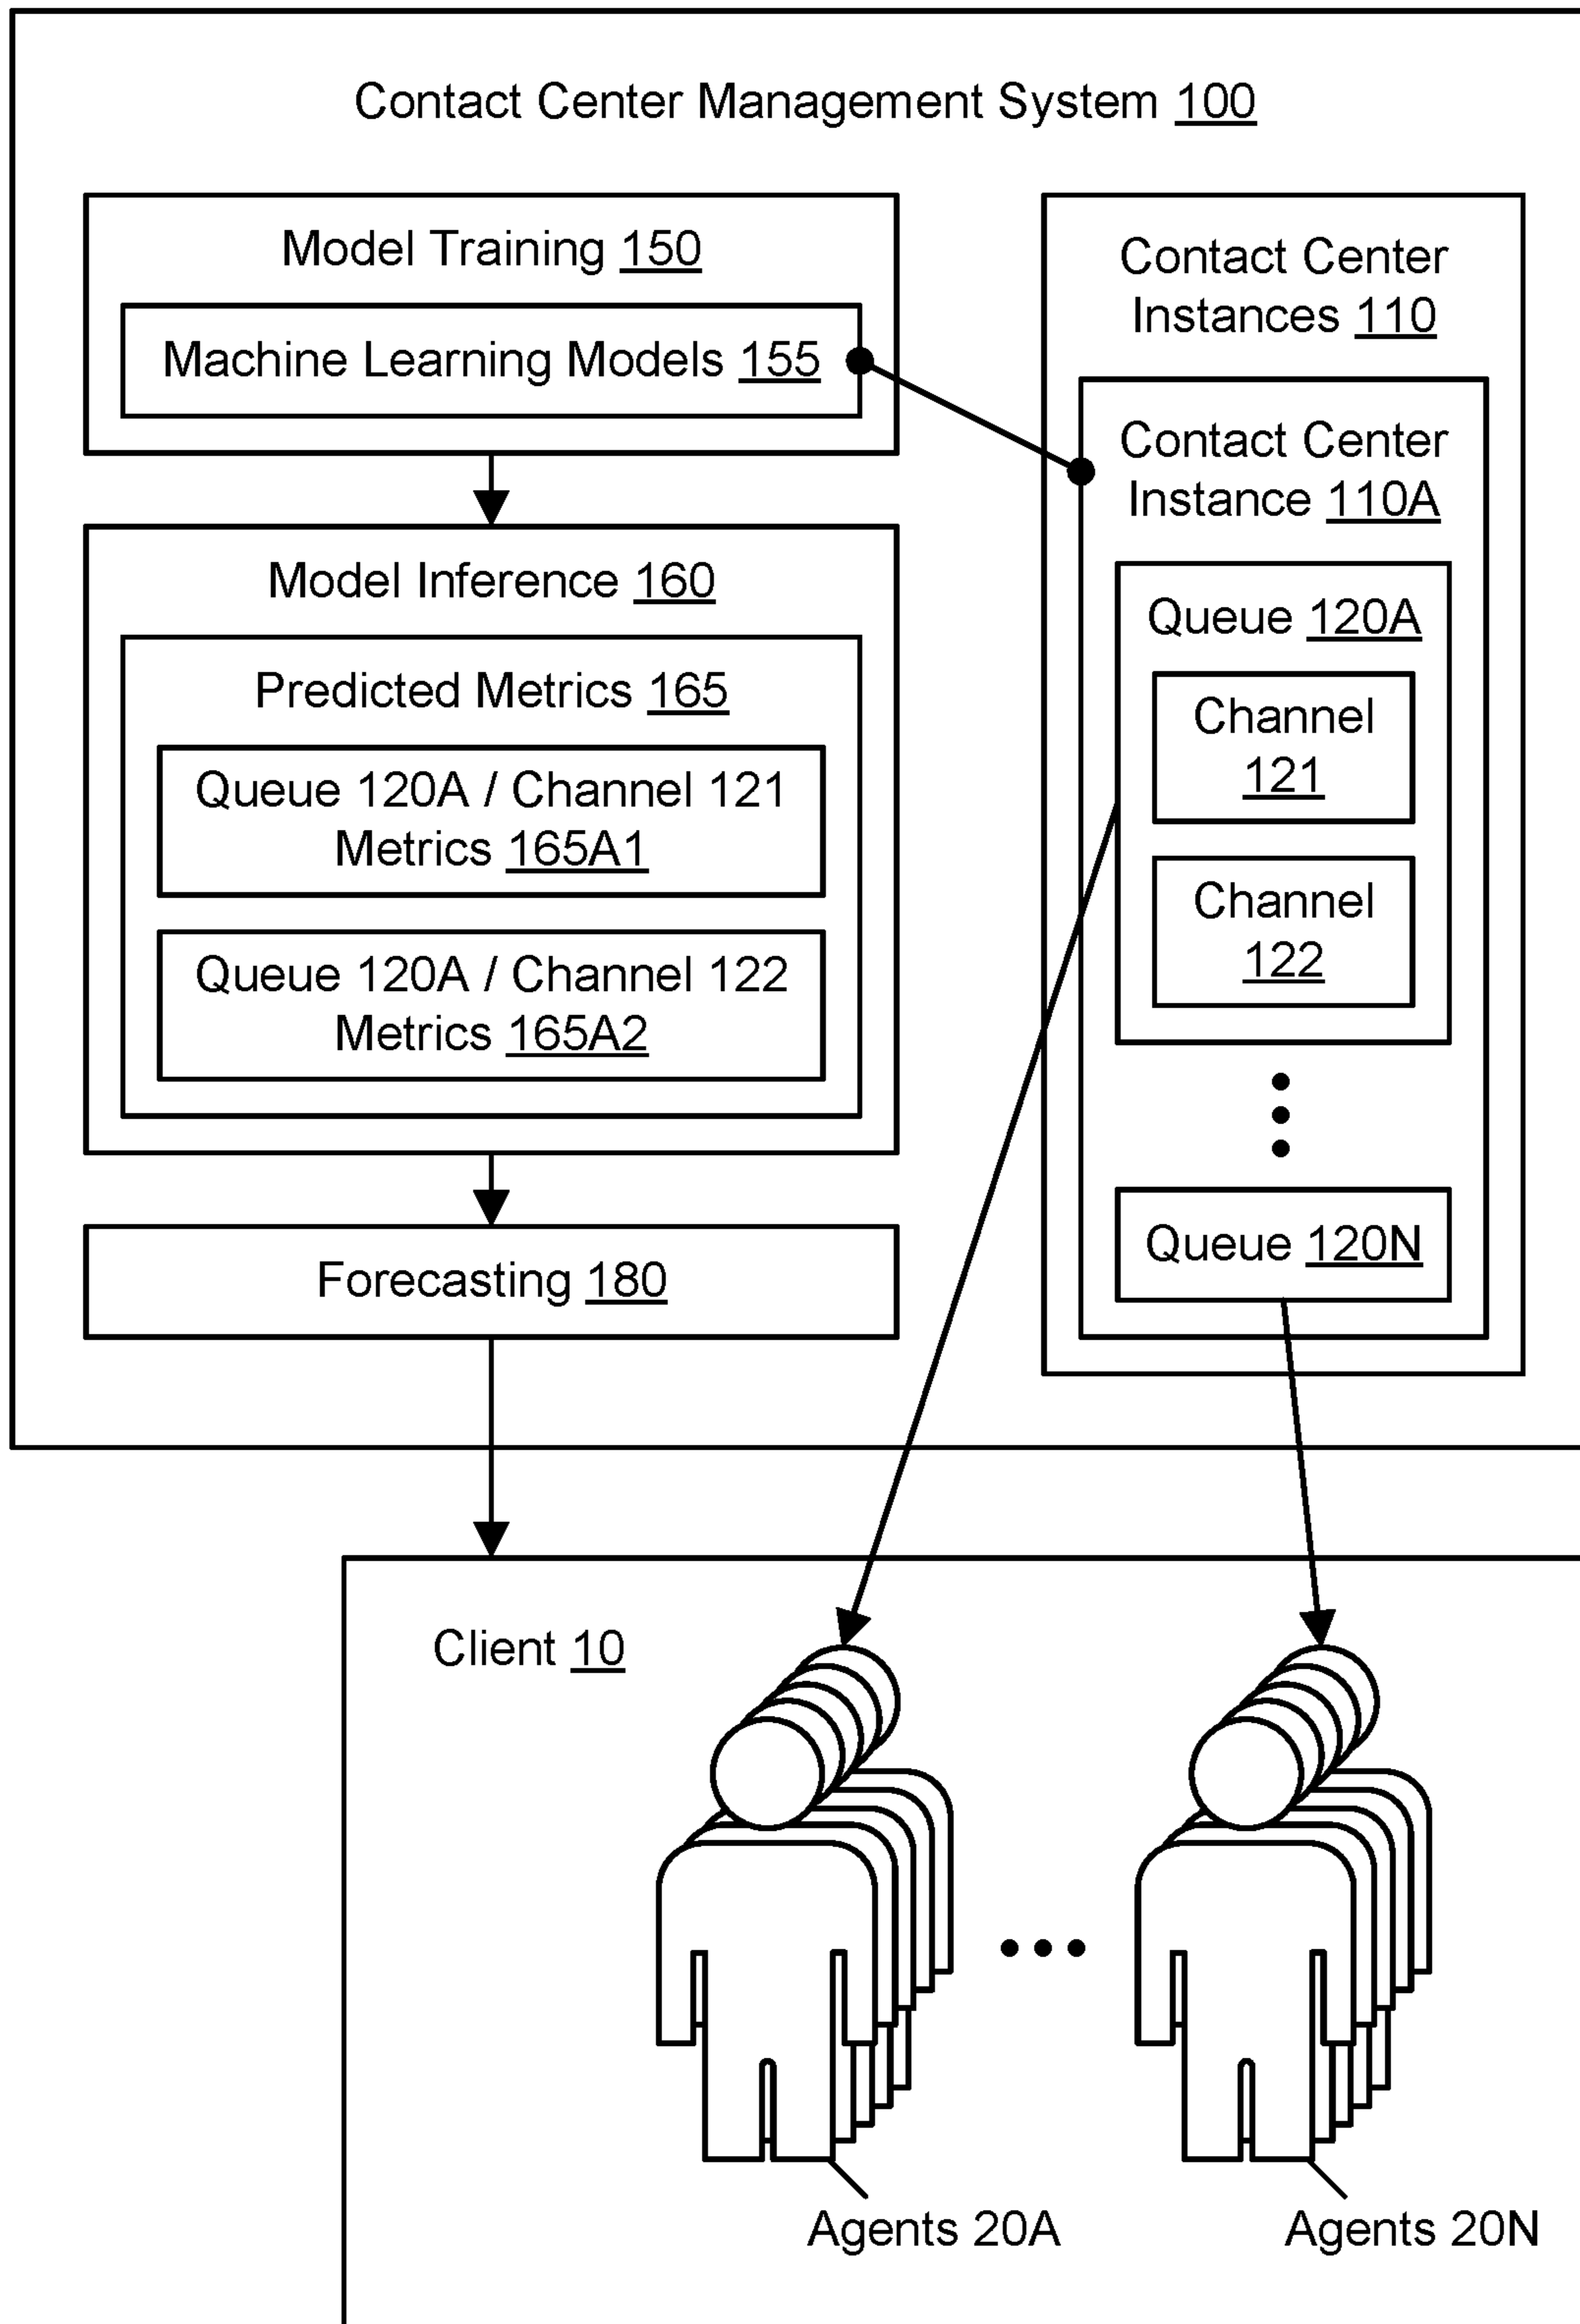 Contact Center Management System 100
Model Training 150
Machine Learning Models 155
Model Inference 160
Predicted Metrics 165
Queue 120A / Channel 121
Metrics 165A1
Queue 120A / Channel 122
Metrics 165A2
Forecasting 180
Contact Center
Instances 110
Contact Center
Instance 110A
Queue 120A
Channel
121
Channel
122
Queue 120N
Client 10
Agents 20A
Agents 20N